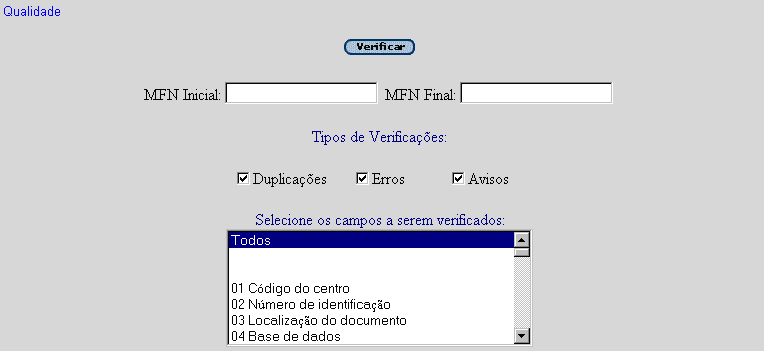 Qualidade
Verificar
MFN Inicial: MFN Final:
Tipos de Verificações:
Duplicações Erros Avisos
Selecione os campos a serem verificados:
Todos
01 Código do centro
02 Número de identificação
03 Localização do documento
04 Base de dados